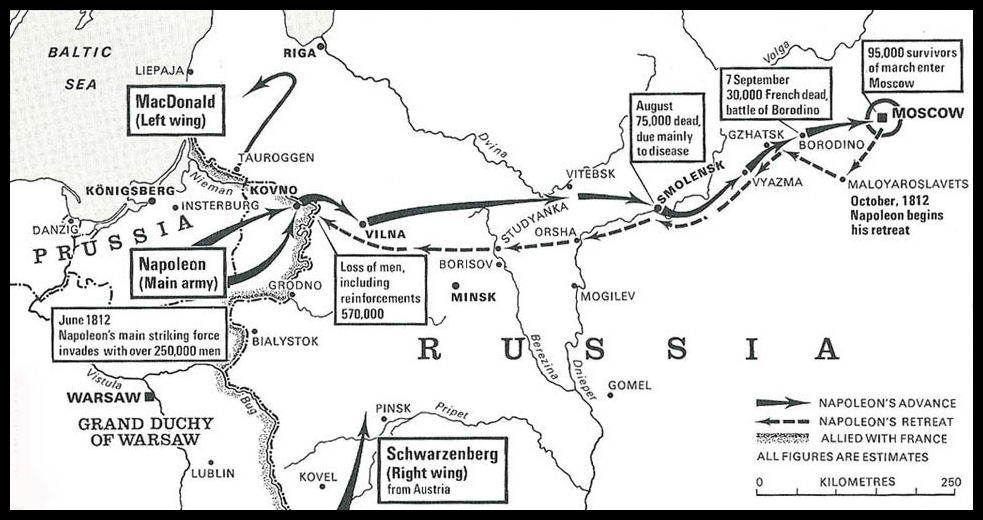 BALTIC
SEA
LIEPAJA
RIGA
MacDonald
(Left wing)
TAUROGGEN
Nieman
KÖNIGSBERG
KOVNO
INSTERBURG
DANZIG
PRUSSIA
Napoleon
(Main army)
GRODNO
June 1812
Napoleon's main striking force
invades with over 250,000 men
BIALYSTOK
Vistula
WARSAW
Bug
GRAND DUCHY
OF WARSAW
LUBLIN
KOVEL
PINSK
Pripet
Schwarzenberg
(Right wing)
from Austria
VILNA
Loss of men,
including
reinforcements
570,000
Dvina
VITEBSK
STUDYANKA
ORSHA
BORISOV
MINSK
MOGILEV
RUSSIA
Berezina
Dnieper
GOMEL
August
75,000 dead,
due mainly
to disease
SMOLENSK
7 September
30,000 French dead,
battle of Borodino
GZHATSK
BORODINO
VYAZMA
Volga
95,000 survivors
of march enter
Moscow
MOSCOW
MALOYAROSLAVETS
October, 1812
Napoleon begins
his retreat
NAPOLEON'S ADVANCE
NAPOLEON'S RETREAT
ALLIED WITH FRANCE
ALL FIGURES ARE ESTIMATES
0 KILOMETRES 250